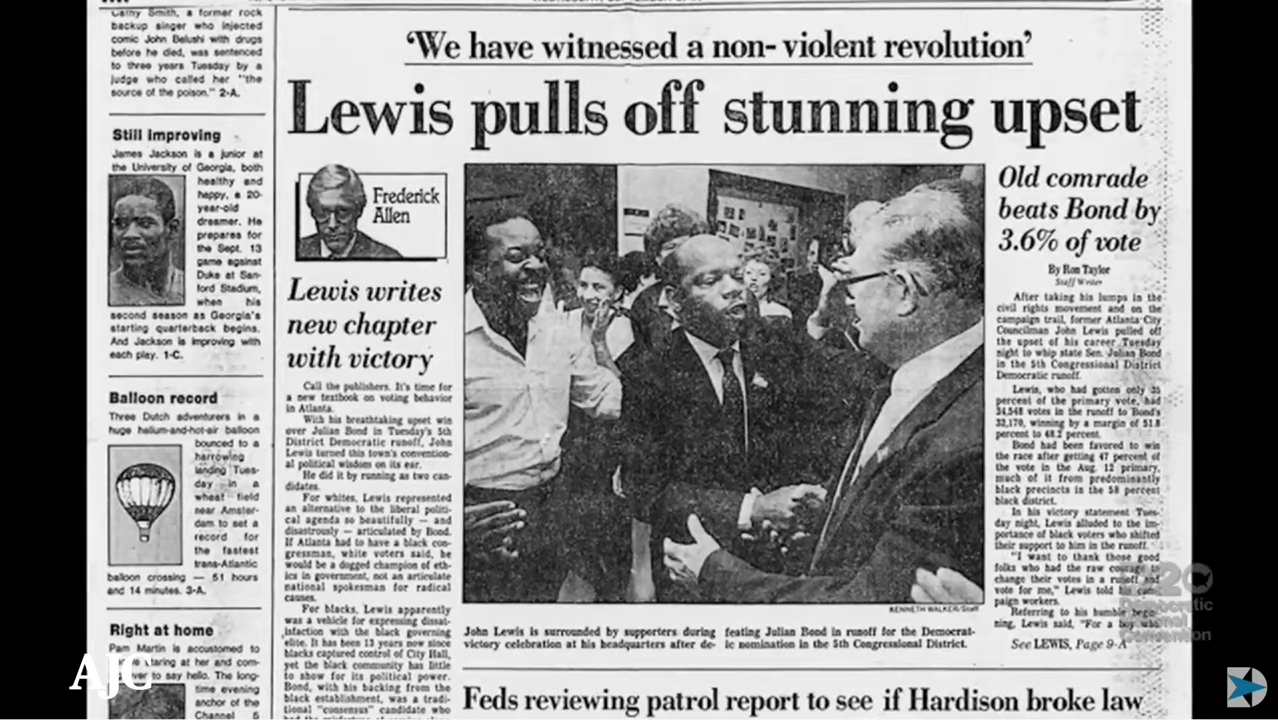 Cathy Smith, a former rock
backup singer who injected
comic John Belushi with drugs
before he died, was sentenced
to three years Tuesday by a
judge who called her "the
source of the poison." 2-A.
Still improving
James Jackson is a junior at
the University of Georgia, both
healthy and
happy, a 20-
year-old
dreamer. He
prepares for
the Sept. 13
game against
Duke at San-
ford Stadium,
when his
second season as Georgia's
starting quarterback begins.
And Jackson is improving with
each play. 1-C.
Balloon record
Three Dutch adventurers in a
huge helium-and-hot-air balloon
bounced to a
harrowing
landing Tues-
day in a
wheat field
near Amster-
dam to set a
record for
the fastest
trans-Atlantic
balloon crossing — 51 hours
and 14 minutes. 3-A.
Right at home
Pam Martin is accustomed to
staring at her and com-
over to say hello. The long-
time evening
anchor of the
Channel 5
'We have witnessed a non-violent revolution'
Lewis pulls off stunning upset
Frederick
Allen
Lewis writes
new chapter
with victory
Call the publishers. It's time for
a new textbook on voting behavior
in Atlanta.
With his breathtaking upset win
over Julian Bond in Tuesday's 5th
District Democratic runoff, John
Lewis turned this town's convention-
al political wisdom on its ear.
He did it by running as two can-
didates.
For whites, Lewis represented
an alternative to the liberal politi-
cal agenda so beautifully — and
disastrously — articulated by Bond.
If Atlanta had to have a black con-
gressman, white voters said, he
would be a dogged champion of eth-
ics in government, not an articulate
national spokesman for radical
causes.
For blacks, Lewis apparently
was a vehicle for expressing dissat-
isfaction with the black governing
elite. It has been 13 years now since
blacks captured control of City Hall,
yet the black community has little
to show for its political power.
Bond, with his backing from the
black establishment, was a tradi-
tional "consensus" candidate who
KENNETH WALKER/Staff
John Lewis is surrounded by supporters during
victory celebration at his headquarters after de-
feating Julian Bond in runoff for the Democrat-
ic nomination in the 5th Congressional District.
Old comrade
beats Bond by
3.6% of vote
By Ron Taylor
Staff Writer
After taking his lumps in the
civil rights movement and on the
campaign trail, former Atlanta City
Councilman John Lewis pulled off
the upset of his career Tuesday
night to whip state Sen. Julian Bond
in the 5th Congressional District
Democratic runoff.
Lewis, who had gotten only 35
percent of the primary vote, had
34,548 votes in the runoff to Bond's
32,170, winning by a margin of 51.8
percent to 48.2 percent.
Bond had been favored to win
the race after getting 47 percent of
the vote in the Aug. 12 primary,
much of it from predominantly
black precincts in the 58 percent
black district.
In his victory statement Tues-
day night, Lewis alluded to the im-
portance of black voters who shifted
their support to him in the runoff.
"I want to thank those good
folks who had the raw courage to
change their votes in a runoff and
vote for me," Lewis told his cam-
paign workers.
Referring to his humble begin-
ning, Lewis said, "For a boy who
See LEWIS, Page 9-A
Feds reviewing patrol report to see if Hardison broke law
AJC